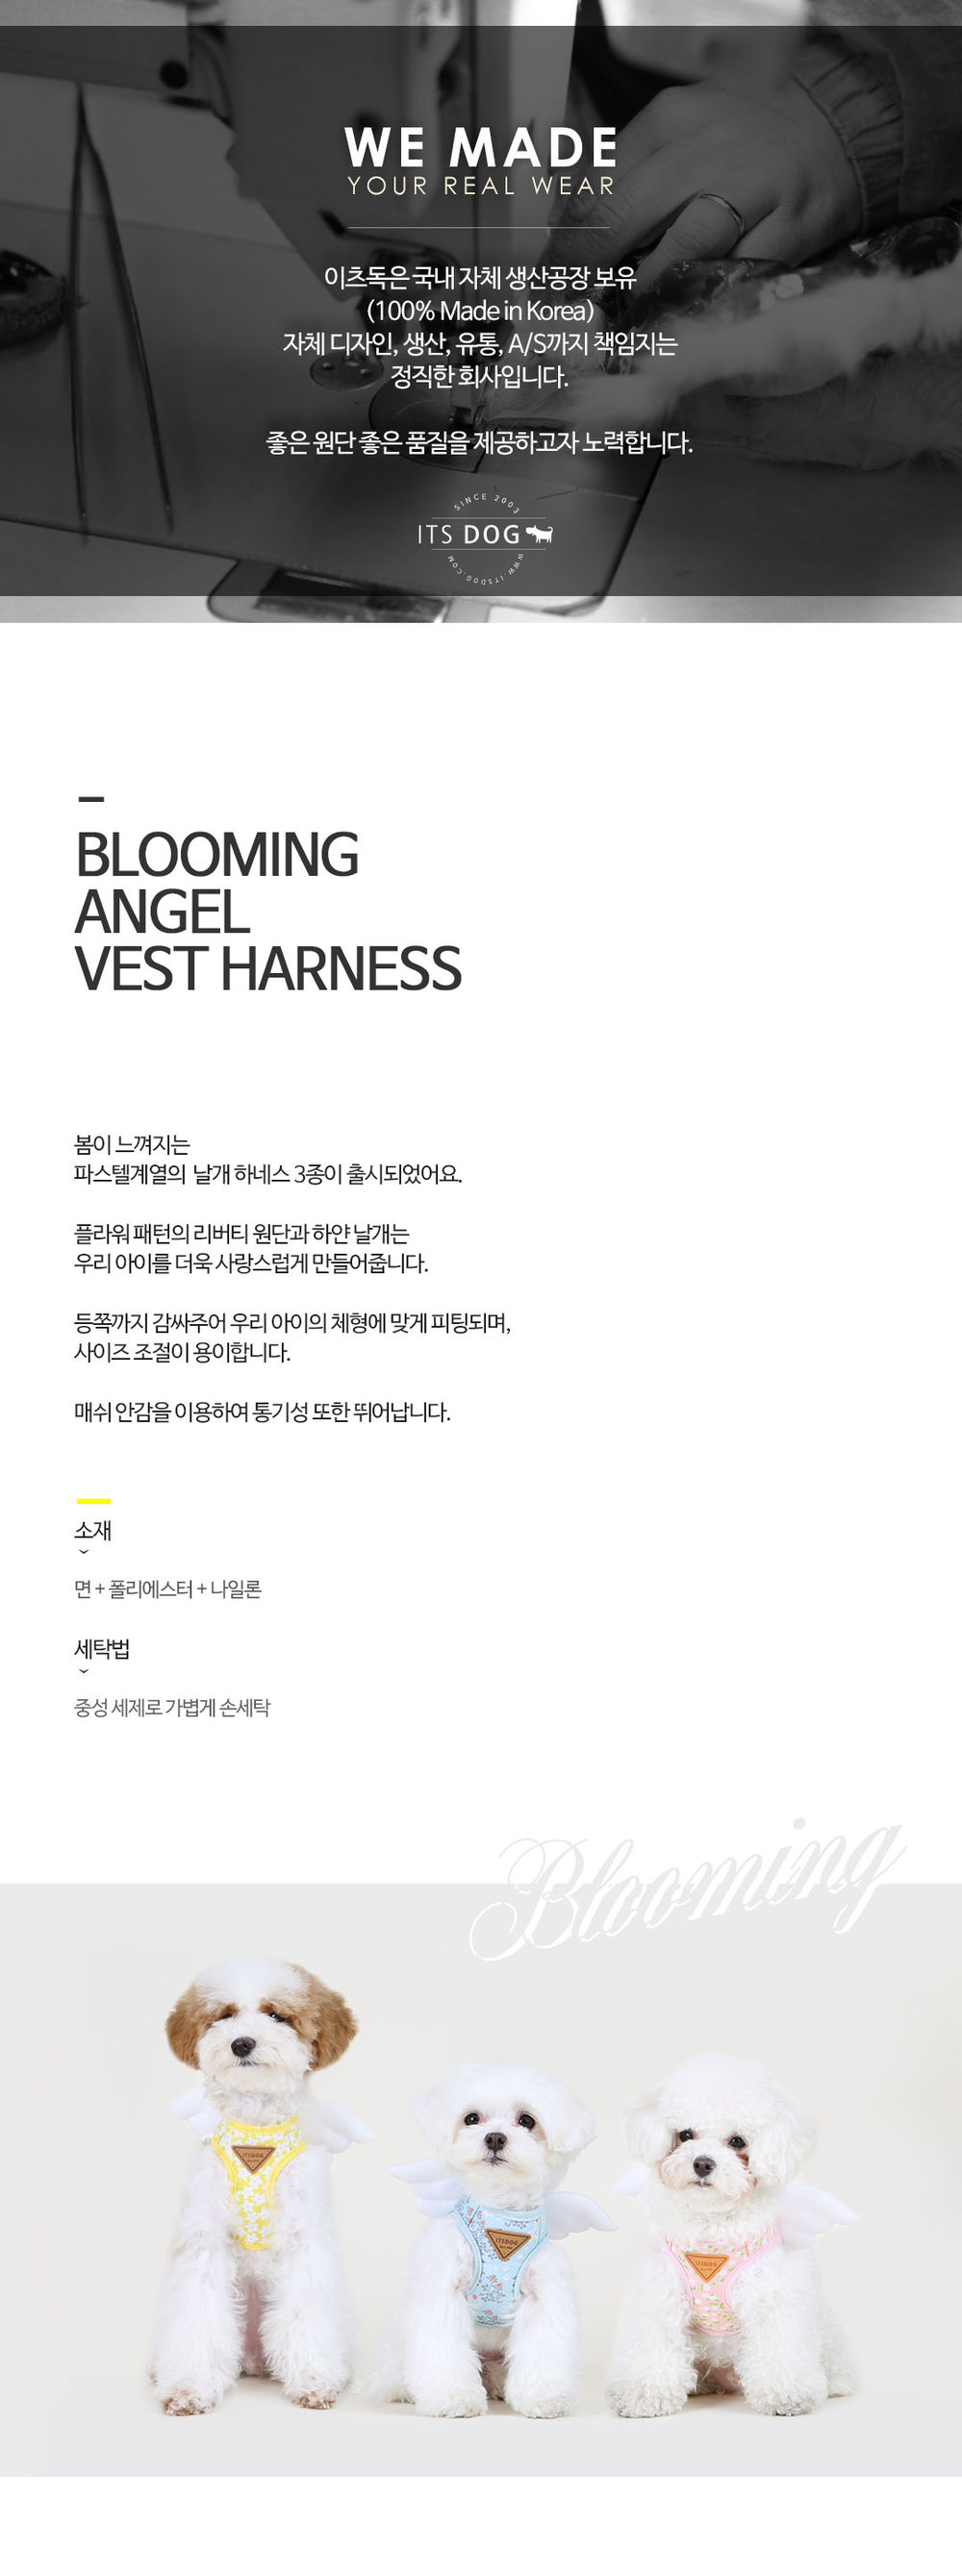 WE MADE
YOUR REAL WEAR
이츠독은 국내 자체 생산공장 보유
(100% Made in Korea)
자체 디자인, 생산, 유통, A/S까지 책임지는
정직한 회사입니다.
좋은 원단 좋은 품질을 제공하고자 노력합니다.
SINCE 2003
ITS DOG
WWW.ITSDOG.COM
BLOOMING
ANGEL
VEST HARNESS
봄이 느껴지는
파스텔계열의 날개 하네스 3종이 출시되었어요.
플라워 패턴의 리버티 원단과 하얀 날개는
우리 아이를 더욱 사랑스럽게 만들어줍니다.
등쪽까지 감싸주어 우리 아이의 체형에 맞게 피팅되며,
사이즈 조절이 용이합니다.
매쉬 안감을 이용하여 통기성 또한 뛰어납니다.
소재
면 + 폴리에스터 + 나일론
세탁법
중성 세제로 가볍게 손세탁
Blooming
ITSDOG
ITSDOG
ITSDOG